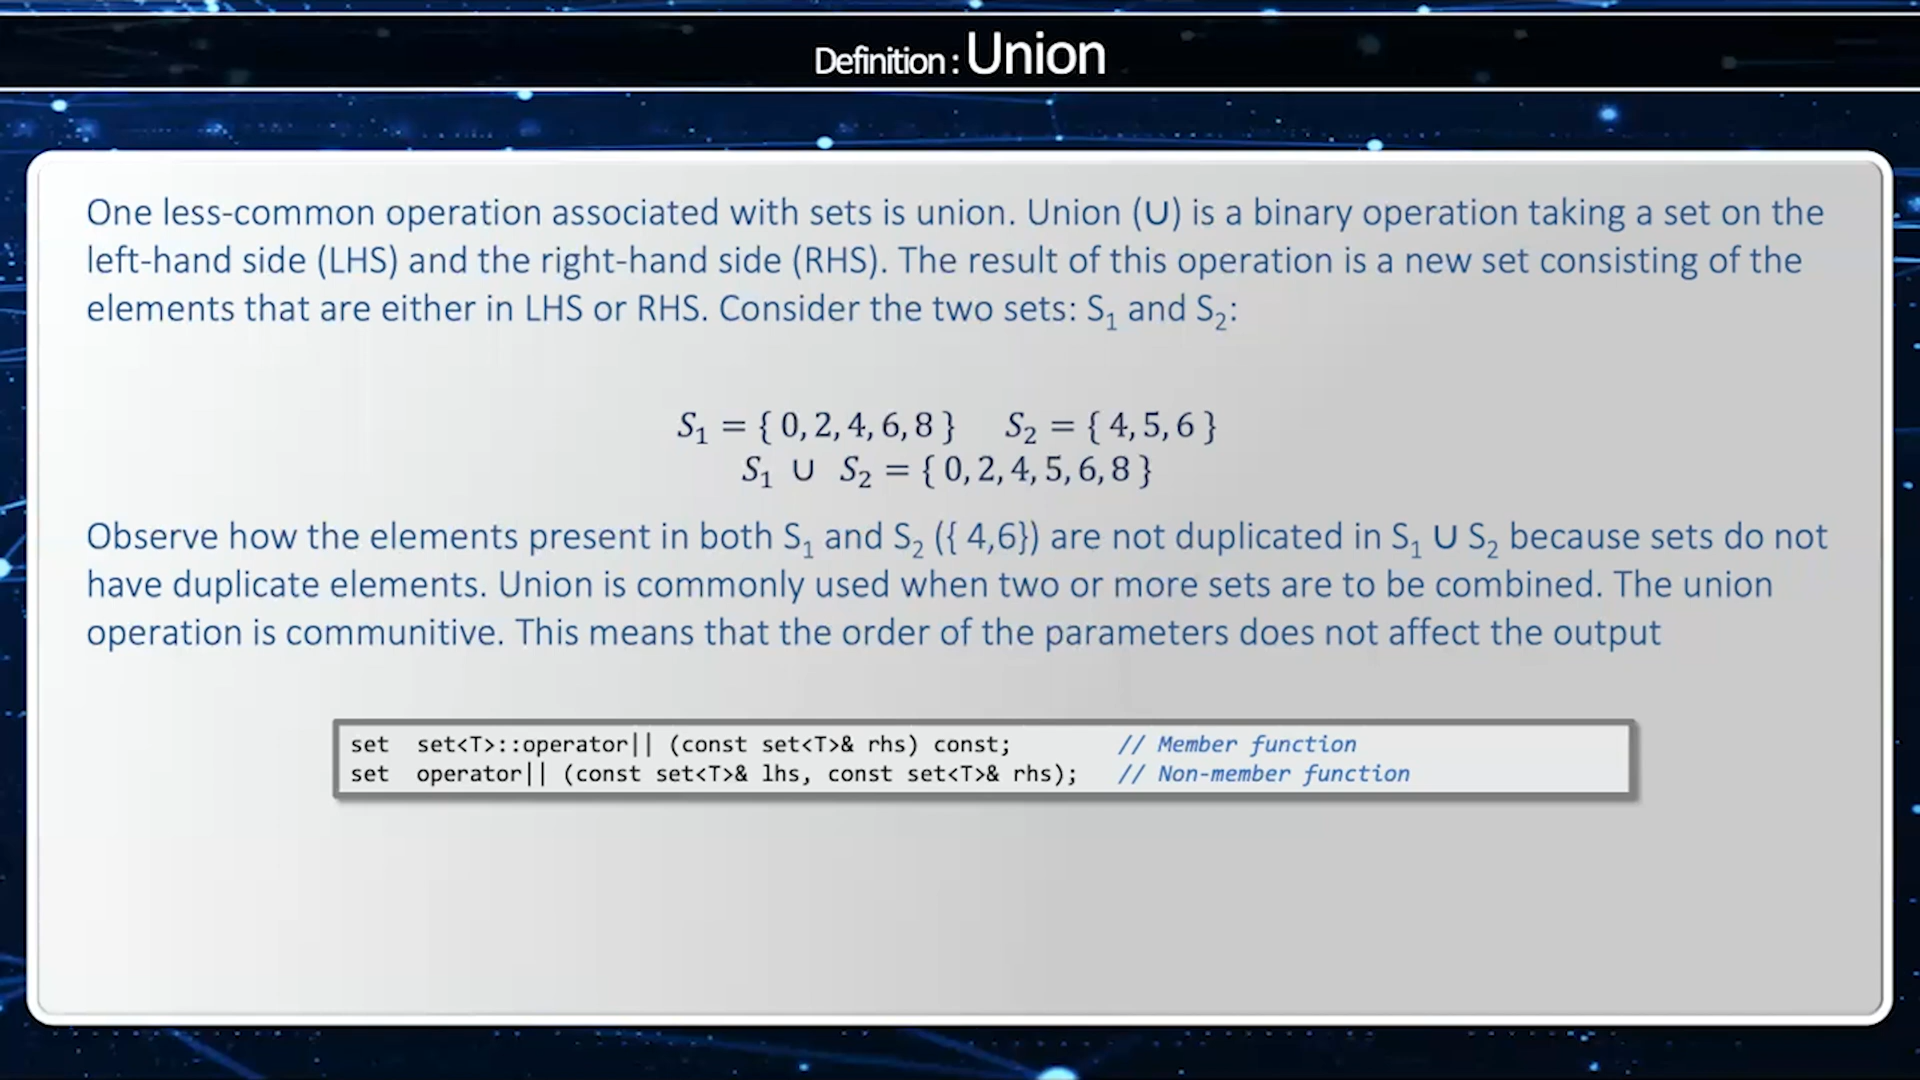 Definition : Union
One less-common operation associated with sets is union. Union (∪) is a binary operation taking a set on the
left-hand side (LHS) and the right-hand side (RHS). The result of this operation is a new set consisting of the
elements that are either in LHS or RHS. Consider the two sets: S₁ and S₂:
S₁ = { 0, 2, 4, 6, 8 } S₂ = { 4, 5, 6 }
S₁ ∪ S₂ = { 0, 2, 4, 5, 6, 8 }
Observe how the elements present in both S₁ and S₂ ({ 4,6}) are not duplicated in S₁ ∪ S₂ because sets do not
have duplicate elements. Union is commonly used when two or more sets are to be combined. The union
operation is communitive. This means that the order of the parameters does not affect the output
set set<T>::operator|| (const set<T>& rhs) const; // Member function
set operator|| (const set<T>& lhs, const set<T>& rhs); // Non-member function